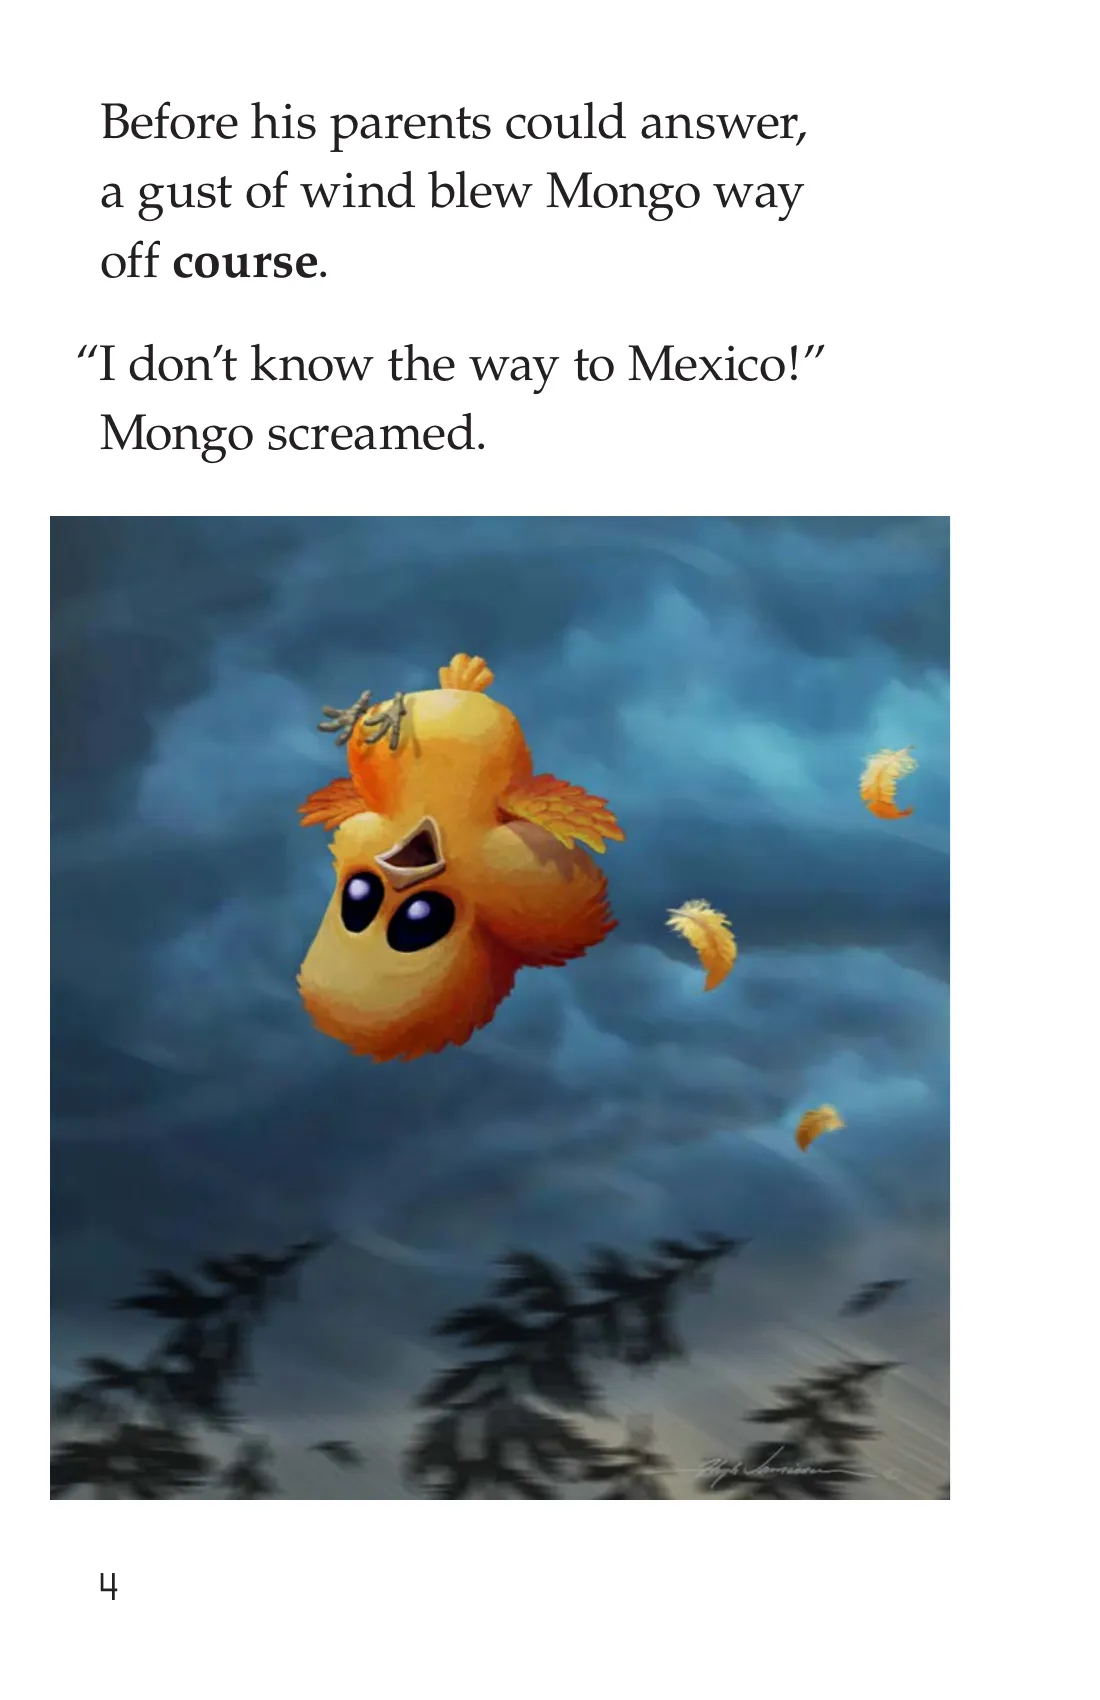 Before his parents could answer,
a gust of wind blew Mongo way
off course.
“I don’t know the way to Mexico!”
Mongo screamed.
4